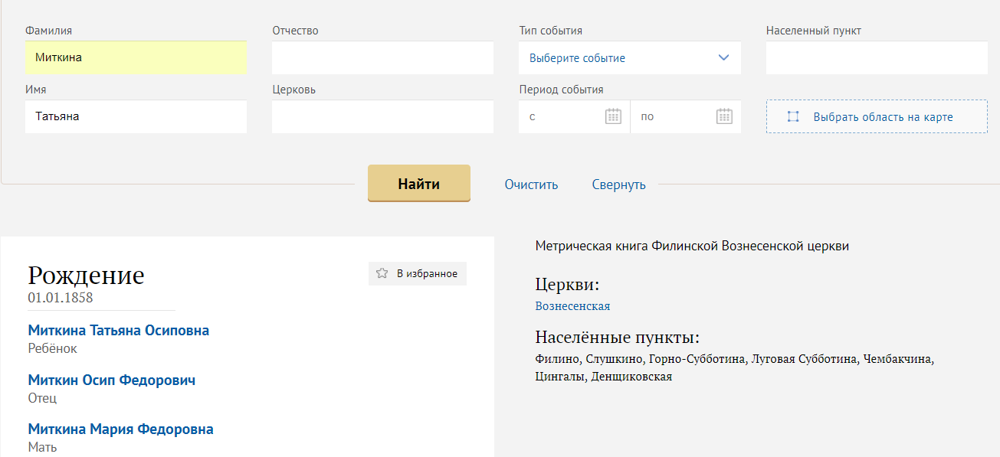 Фамилия
Отчество
Тип события
Населенный пункт
Миткина
Выберите событие
Имя
Церковь
Период события
Татьяна
с
по
Выбрать область на карте
Найти
Очистить
Свернуть
Рождение
В избранное
01.01.1858
Миткина Татьяна Осиповна
Ребёнок
Миткин Осип Федорович
Отец
Миткина Мария Федоровна
Мать
Метрическая книга Филинской Вознесенской церкви
Церкви:
Вознесенская
Населённые пункты:
Филино, Слушкино, Горно-Субботина, Луговая Субботина, Чембакчина,
Цингалы, Денщиковская